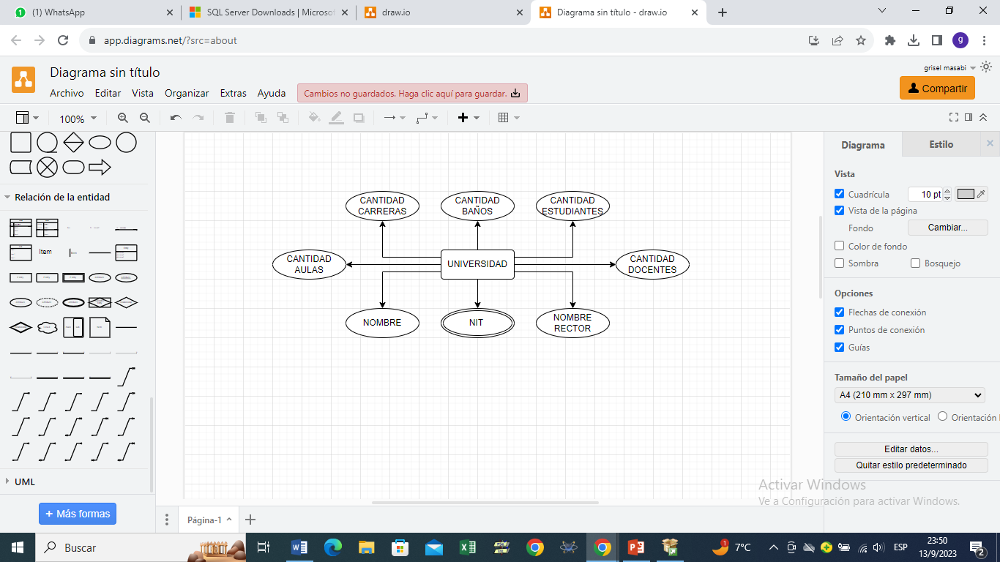 (1) WhatsApp
SQL Server Downloads | Microsof
draw.io
Diagrama sin título - draw.io
app.diagrams.net/?src=about
g
Diagrama sin título
grisel masabi
Archivo Editar Vista Organizar Extras Ayuda
Cambios no guardados. Haga clic aquí para guardar.
Compartir
100%
Relación de la entidad
Item
UML
+ Más formas
CANTIDAD
CARRERAS
CANTIDAD
BAÑOS
CANTIDAD
ESTUDIANTES
CANTIDAD
AULAS
UNIVERSIDAD
CANTIDAD
DOCENTES
NOMBRE
NIT
NOMBRE
RECTOR
Diagrama
Estilo
Vista
Cuadrícula
10 pt
Vista de la página
Fondo
Cambiar...
Color de fondo
Sombra
Bosquejo
Opciones
Flechas de conexión
Puntos de conexión
Guías
Tamaño del papel
A4 (210 mm x 297 mm)
Orientación vertical
Orientación
Editar datos...
Quitar estilo predeterminado
Activar Windows
Ve a Configuración para activar Windows.
Página-1
Buscar
1
7°C
ESP
23:50
13/9/2023
2